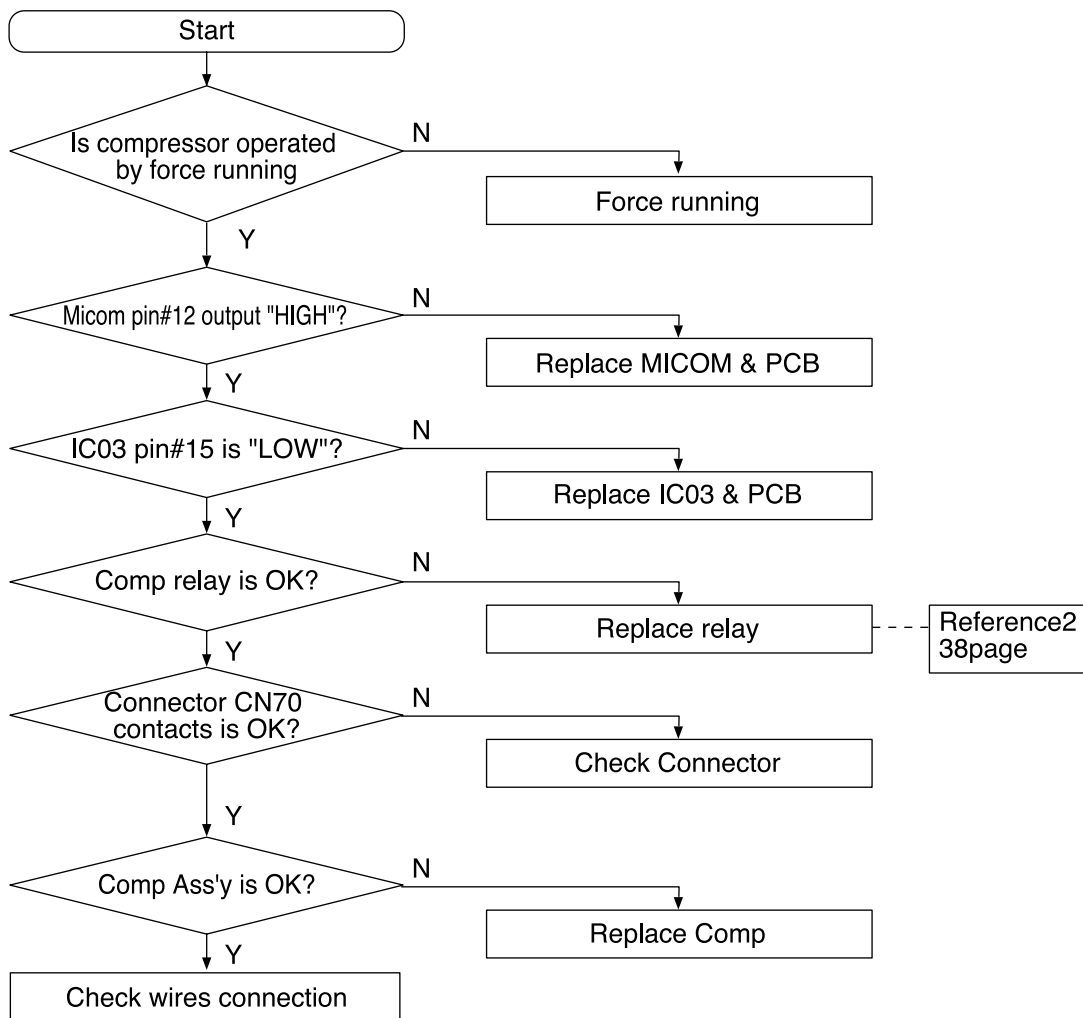 Start
Is compressor operated
by force running
N
Force running
Y
Micom pin#12 output "HIGH"?
N
Replace MICOM & PCB
Y
IC03 pin#15 is "LOW"?
N
Replace IC03 & PCB
Y
Comp relay is OK?
N
Replace relay
Reference2
38page
Y
Connector CN70
contacts is OK?
N
Check Connector
Y
Comp Ass'y is OK?
N
Replace Comp
Y
Check wires connection